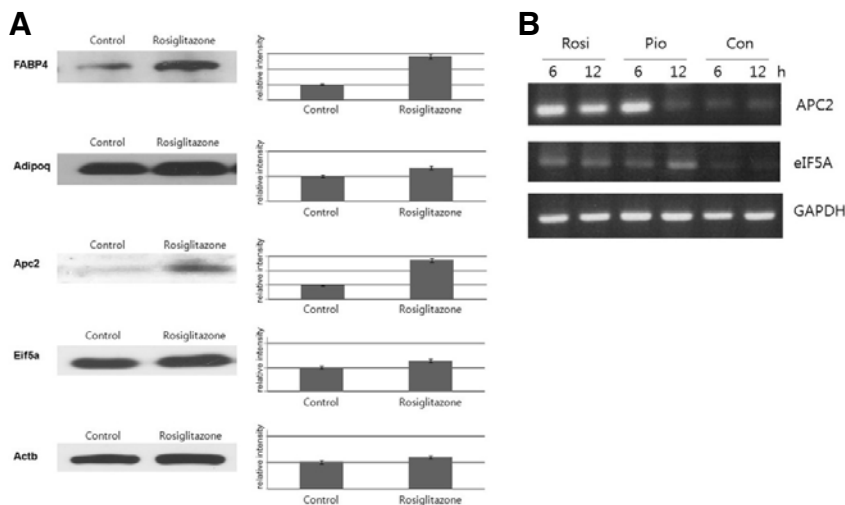 A
Control Rosiglitazone
FABP4
relative intensity
Control Rosiglitazone
Control Rosiglitazone
Adipoq
relative intensity
Control Rosiglitazone
Control Rosiglitazone
Apc2
relative intensity
Control Rosiglitazone
Control Rosiglitazone
Eif5a
relative intensity
Control Rosiglitazone
Control Rosiglitazone
Actb
relative intensity
Control Rosiglitazone
B
Rosi Pio Con
6 12 6 12 6 12 h
APC2
eIF5A
GAPDH